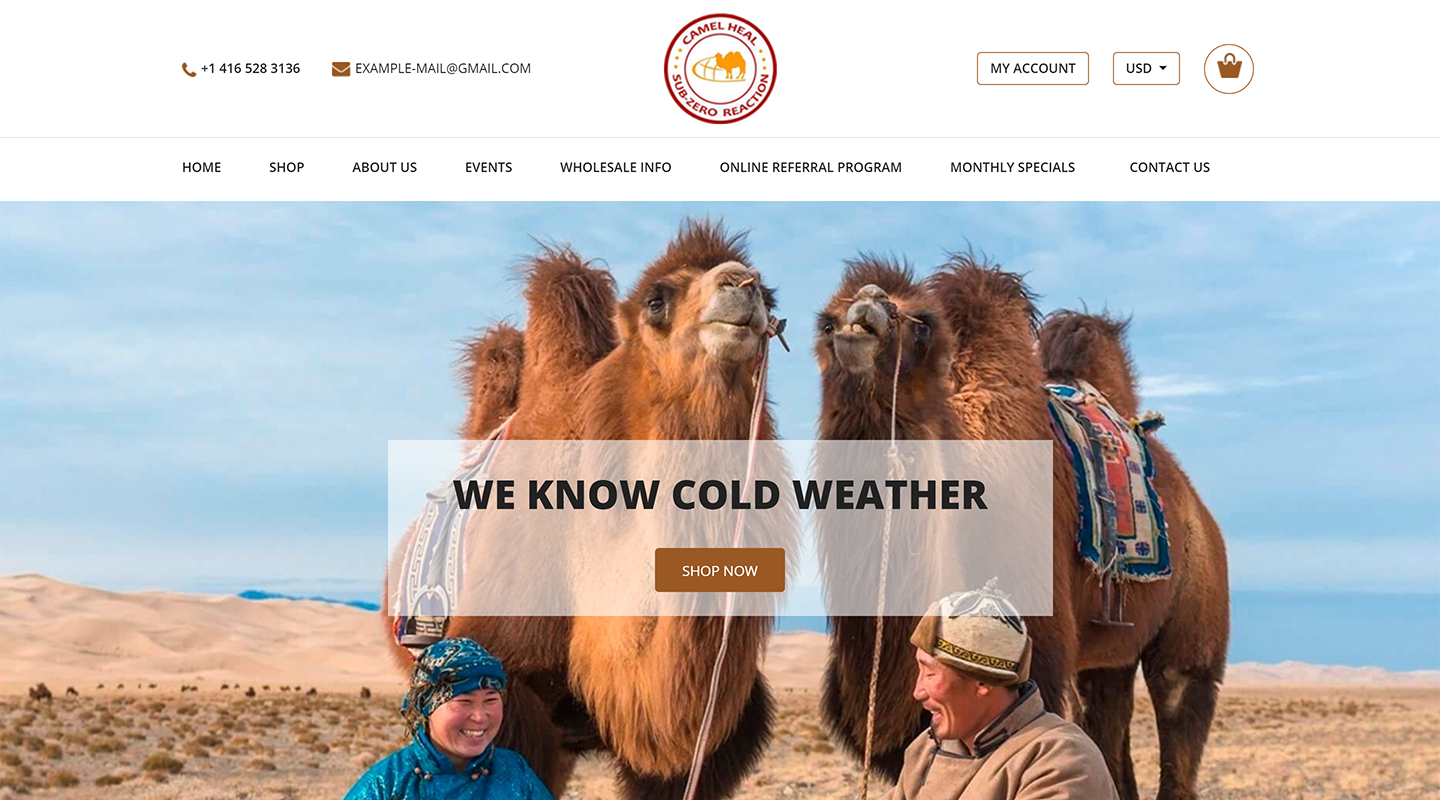 +1 416 528 3136
EXAMPLE-MAIL@GMAIL.COM
CAMEL HEAL
SUB-ZERO REACTION
MY ACCOUNT
USD
HOME
SHOP
ABOUT US
EVENTS
WHOLESALE INFO
ONLINE REFERRAL PROGRAM
MONTHLY SPECIALS
CONTACT US
WE KNOW COLD WEATHER
SHOP NOW